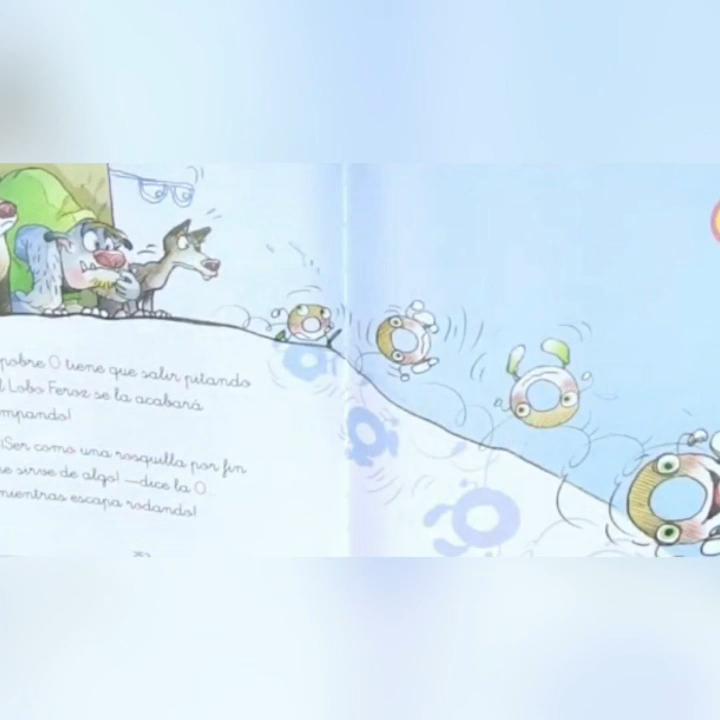 pobre O tiene que salir pitando
l Lobo Feroz se la acabará
mpando!
¡Ser como una rosquilla por fin
e sirve de algo! —dice la O
mientras escapa rodando!